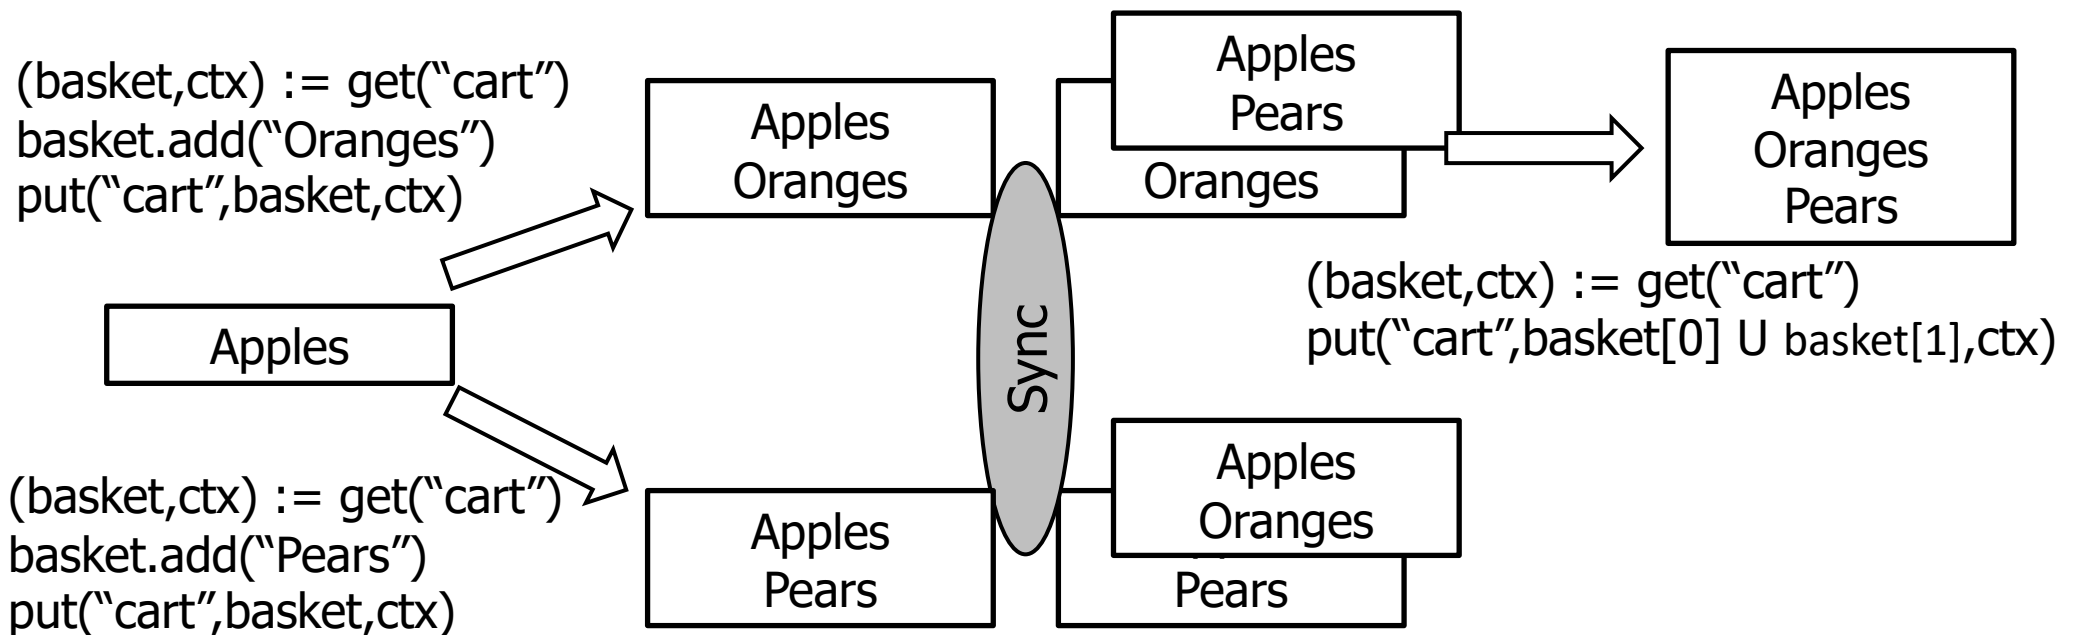 (basket,ctx) := get(“cart”)
basket.add(“Oranges”)
put(“cart”,basket,ctx)
Apples
(basket,ctx) := get(“cart”)
basket.add(“Pears”)
put(“cart”,basket,ctx)
Apples
Oranges
Apples
Pears
Sync
Apples
Pears
Oranges
Apples
Oranges
Pears
Apples
Oranges
Pears
(basket,ctx) := get(“cart”)
put(“cart”,basket[0] U basket[1],ctx)